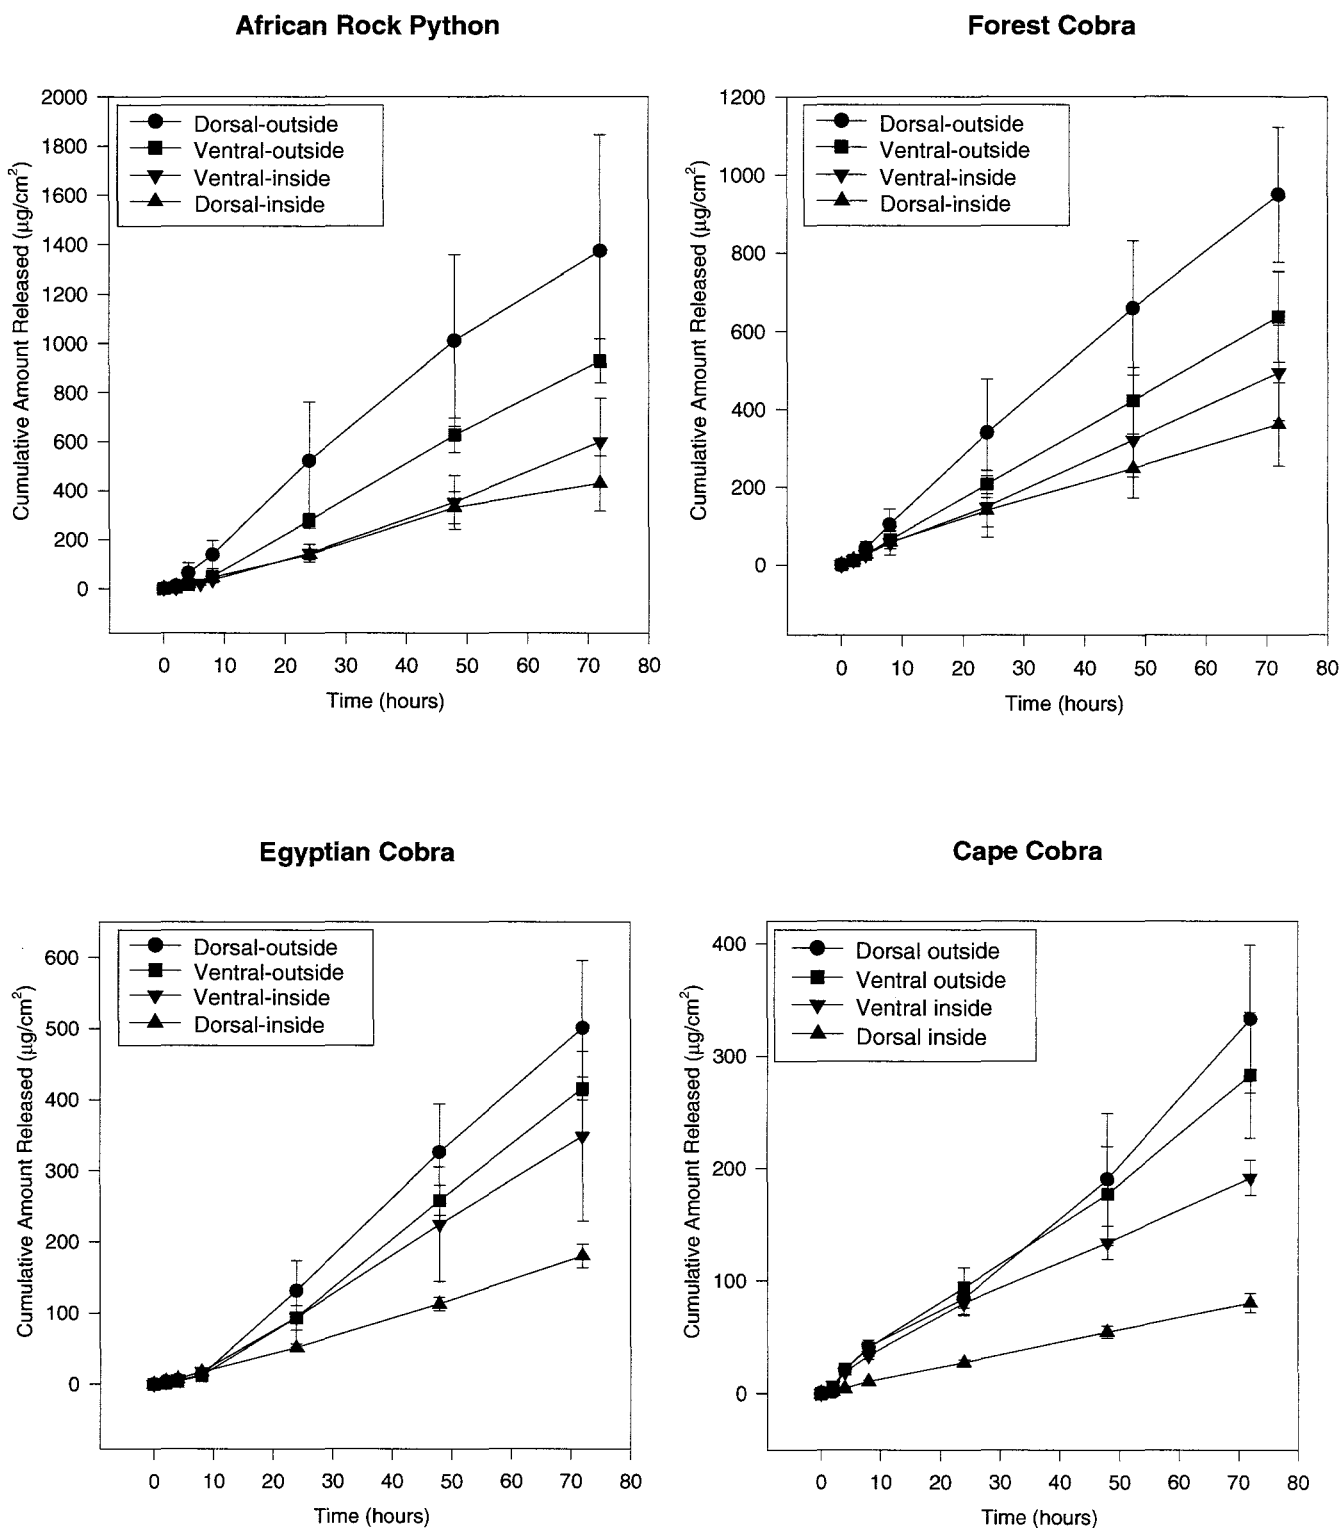 African Rock Python
Cumulative Amount Released (μg/cm²)
2000
1800
1600
1400
1200
1000
800
600
400
200
0
Dorsal-outside
Ventral-outside
Ventral-inside
Dorsal-inside
0 10 20 30 40 50 60 70 80
Time (hours)
Forest Cobra
Cumulative Amount Released (μg/cm²)
1200
1000
800
600
400
200
0
Dorsal-outside
Ventral-outside
Ventral-inside
Dorsal-inside
0 10 20 30 40 50 60 70 80
Time (hours)
Egyptian Cobra
Cumulative Amount Released (μg/cm²)
600
500
400
300
200
100
0
Dorsal-outside
Ventral-outside
Ventral-inside
Dorsal-inside
0 10 20 30 40 50 60 70 80
Time (hours)
Cape Cobra
Cumulative Amount Released (μg/cm²)
400
300
200
100
0
Dorsal outside
Ventral outside
Ventral inside
Dorsal inside
0 10 20 30 40 50 60 70 80
Time (hours)